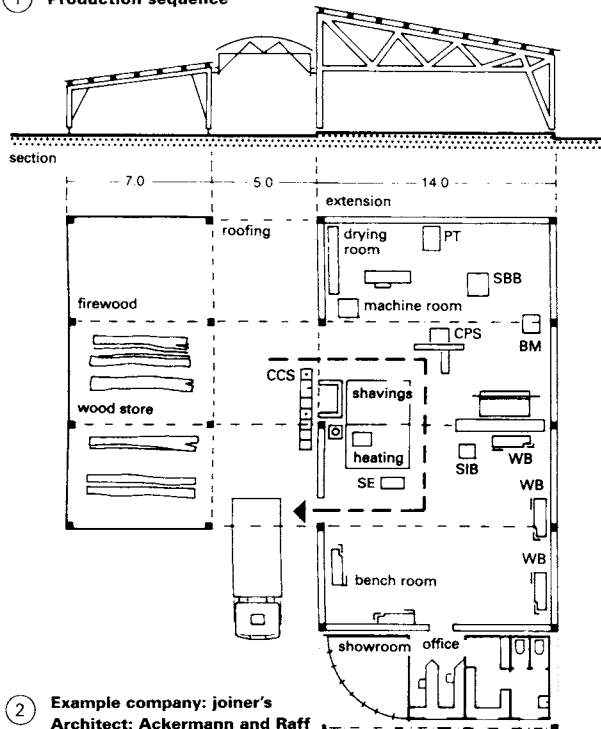 1 Production sequence
section
7.0 5.0 14.0
extension
roofing
drying
room
PT
SBB
firewood
machine room
CPS
BM
CCS
shavings
wood store
heating
SIB
WB
SE
WB
WB
bench room
showroom office
2 Example company: joiner's
Architect: Ackermann and Raff